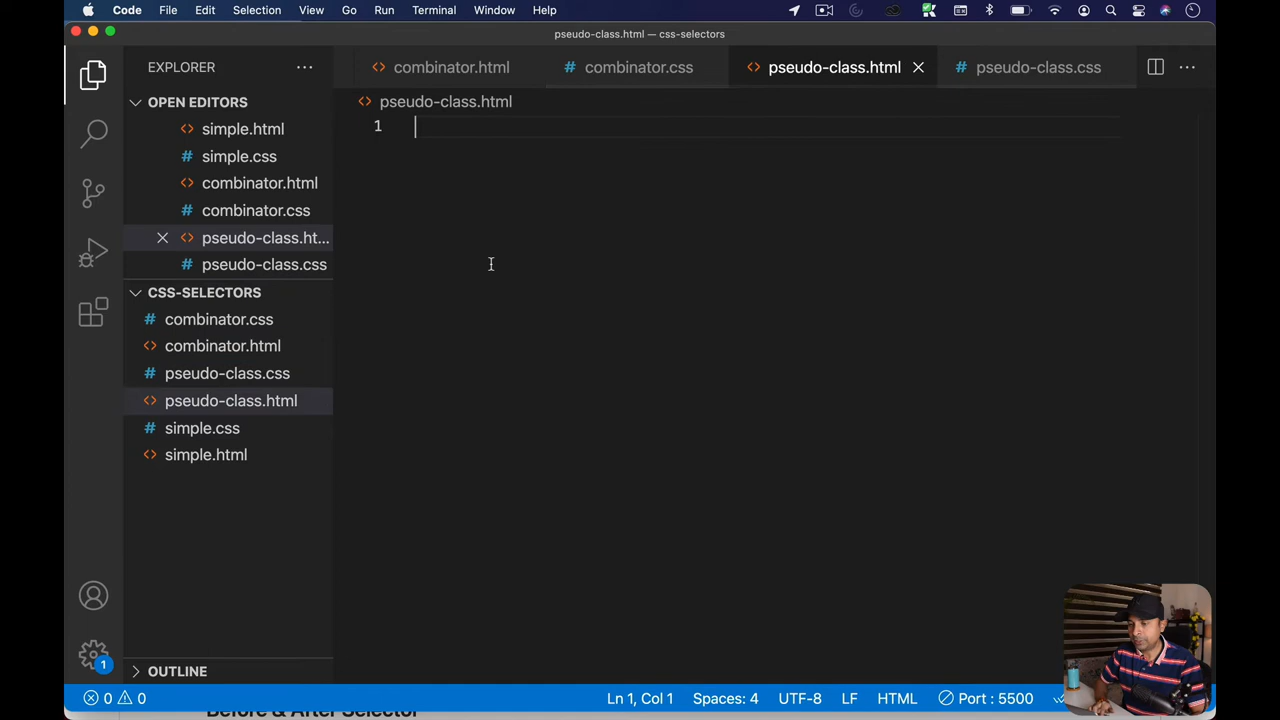 Code File Edit Selection View Go Run Terminal Window Help
pseudo-class.html — css-selectors
EXPLORER
combinator.html
combinator.css
pseudo-class.html
pseudo-class.css
OPEN EDITORS
simple.html
simple.css
combinator.html
combinator.css
pseudo-class.ht...
pseudo-class.css
pseudo-class.html
1
CSS-SELECTORS
combinator.css
combinator.html
pseudo-class.css
pseudo-class.html
simple.css
simple.html
1
OUTLINE
0 0
Ln 1, Col 1 Spaces: 4 UTF-8 LF HTML Port : 5500
Before & After Selector